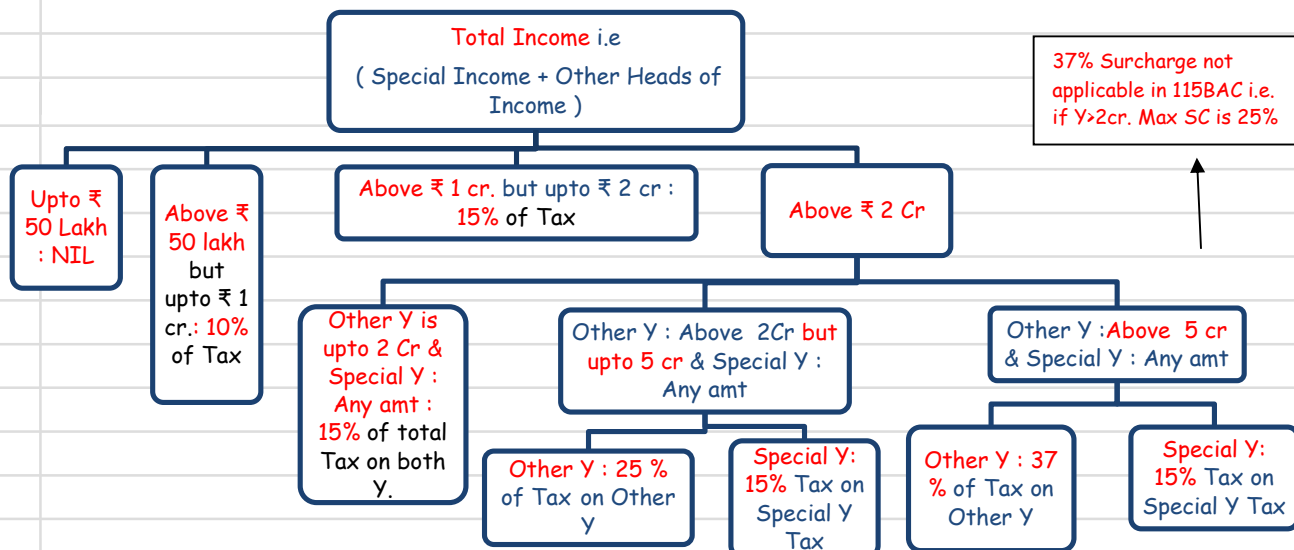 Total Income i.e
( Special Income + Other Heads of
Income )
37% Surcharge not
applicable in 115BAC i.e.
if Y>2cr. Max SC is 25%
Upto ₹
50 Lakh
: NIL
Above ₹
50 lakh
but
upto ₹ 1
cr.: 10%
of Tax
Above ₹ 1 cr. but upto ₹ 2 cr :
15% of Tax
Above ₹ 2 Cr
Other Y is
upto 2 Cr &
Special Y :
Any amt :
15% of total
Tax on both
Y.
Other Y : Above 2Cr but
upto 5 cr & Special Y :
Any amt
Other Y :Above 5 cr
& Special Y : Any amt
Other Y : 25 %
of Tax on Other
Y
Special Y:
15% Tax on
Special Y
Tax
Other Y : 37
% of Tax on
Other Y
Special Y:
15% Tax on
Special Y Tax